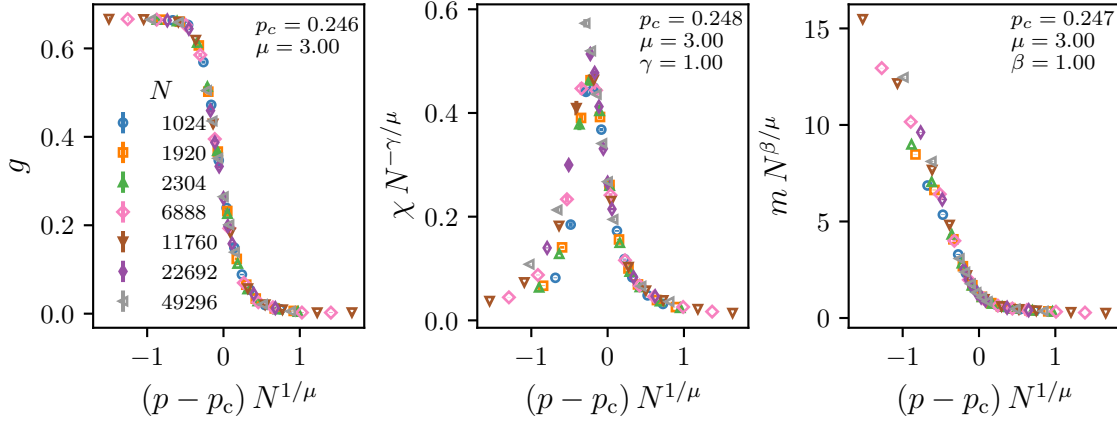 p_c = 0.246
μ = 3.00
N
1024
1920
2304
6888
11760
22692
49296
g
0.6
0.4
0.2
0.0
−1 0 1
(p − p_c) N^{1/μ}
p_c = 0.248
μ = 3.00
γ = 1.00
χ N^{−γ/μ}
0.6
0.4
0.2
0.0
−1 0 1
(p − p_c) N^{1/μ}
p_c = 0.247
μ = 3.00
β = 1.00
m N^{β/μ}
15
10
5
0
−1 0 1
(p − p_c) N^{1/μ}